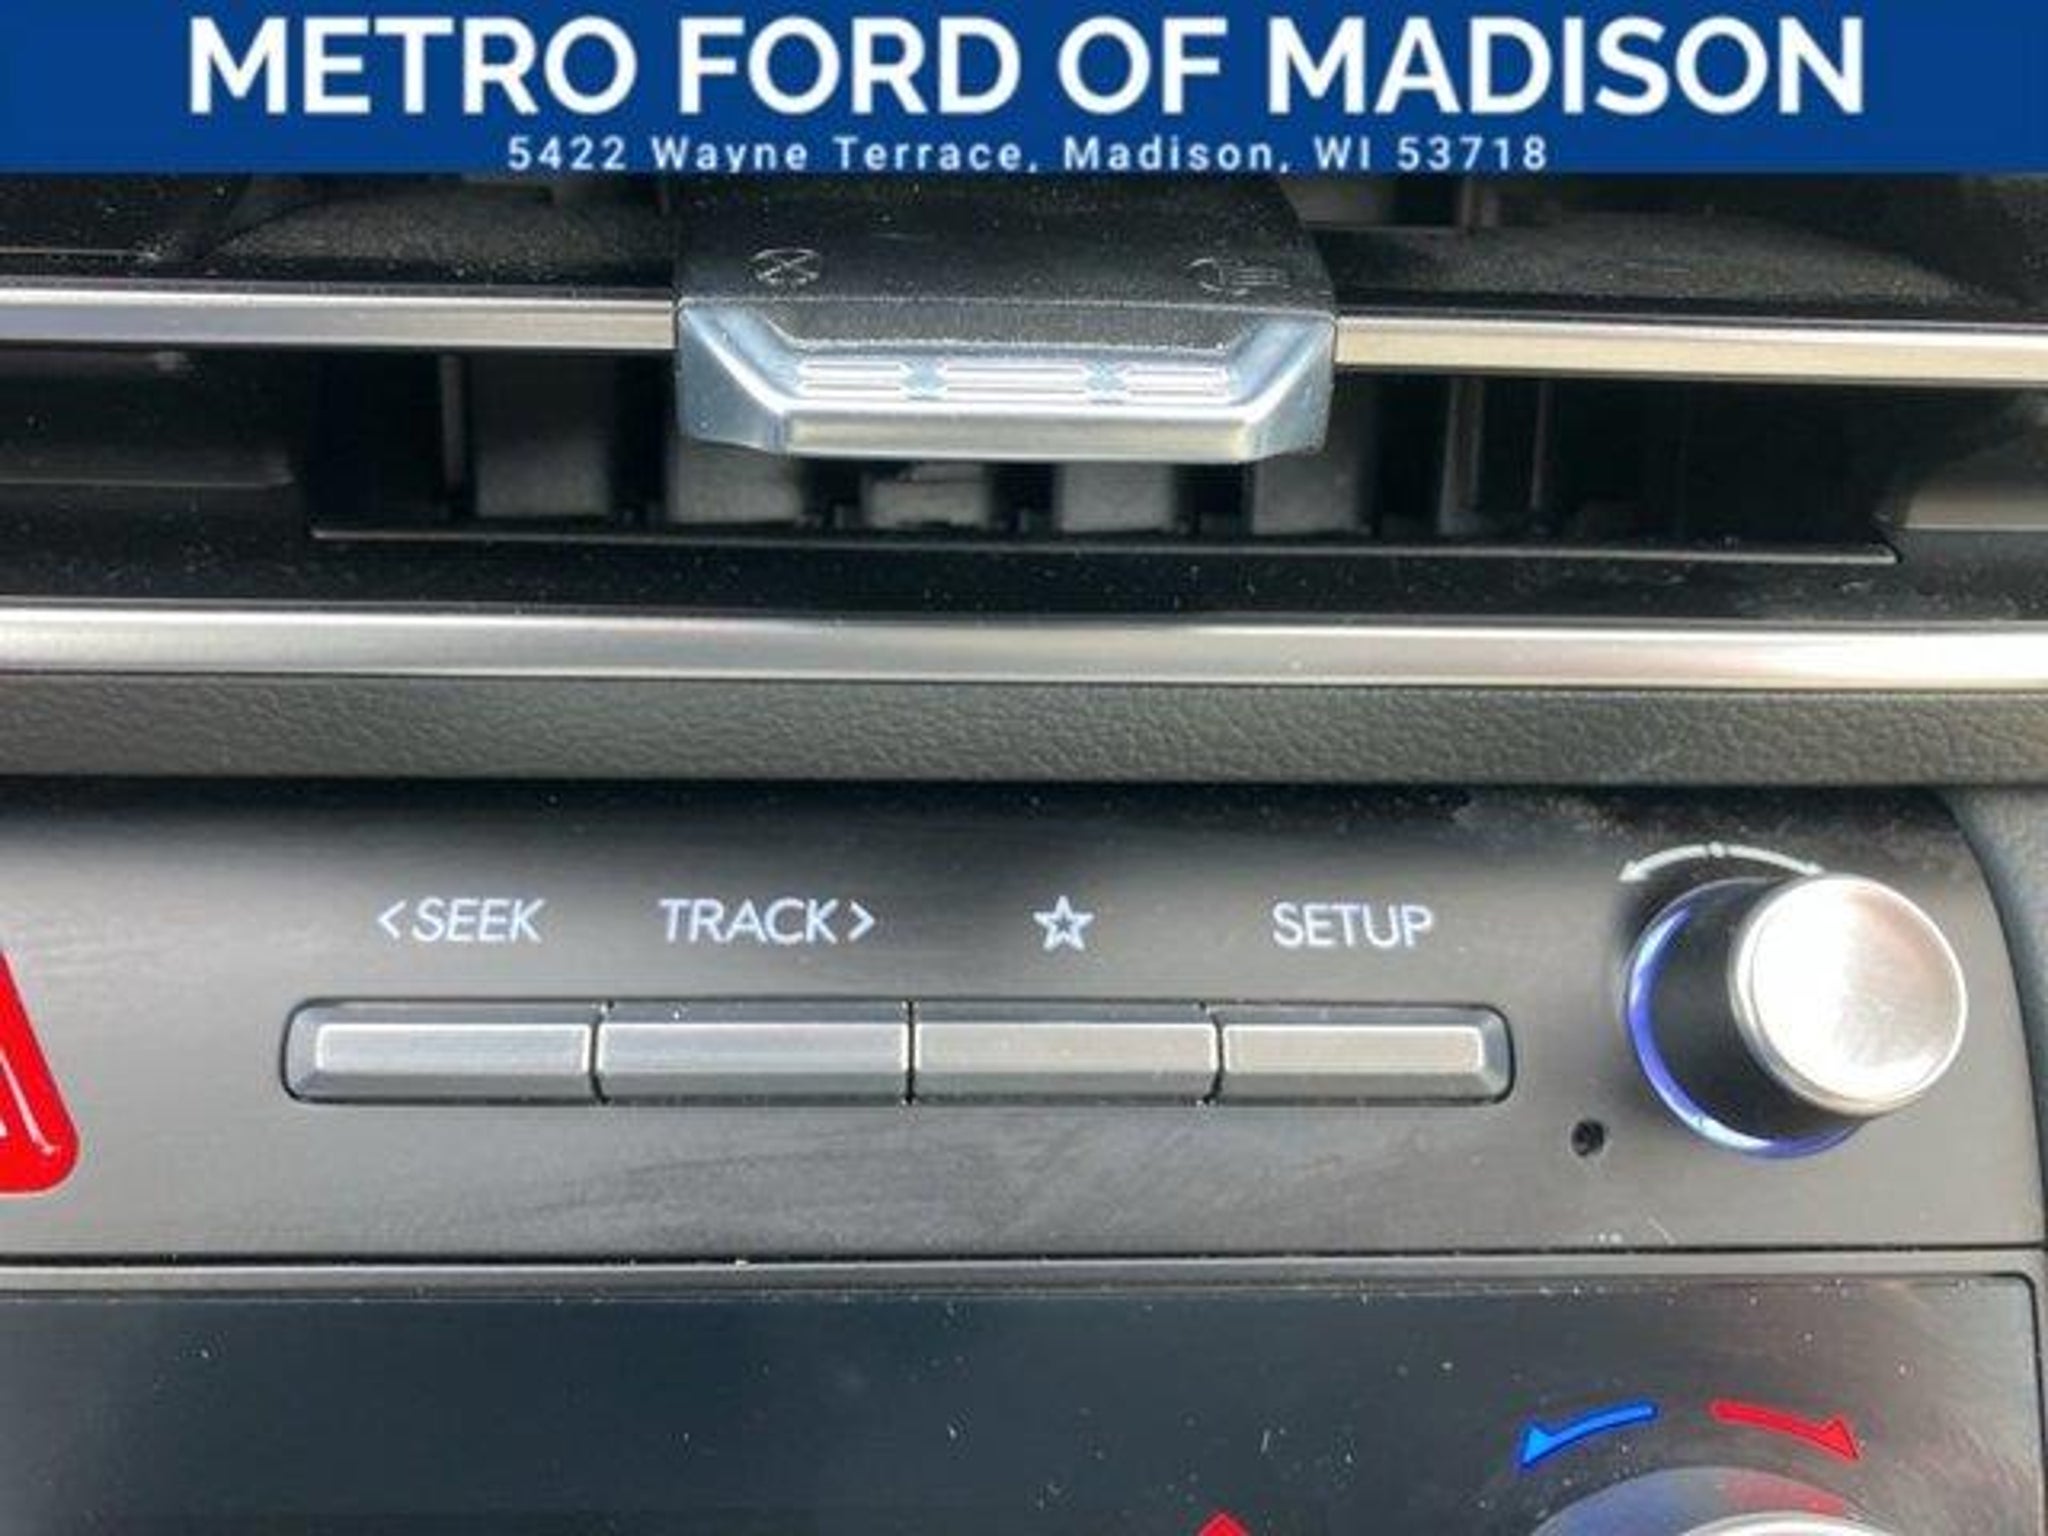 METRO FORD OF MADISON
5422 Wayne Terrace, Madison, WI 53718
<SEEK TRACK> ☆ SETUP